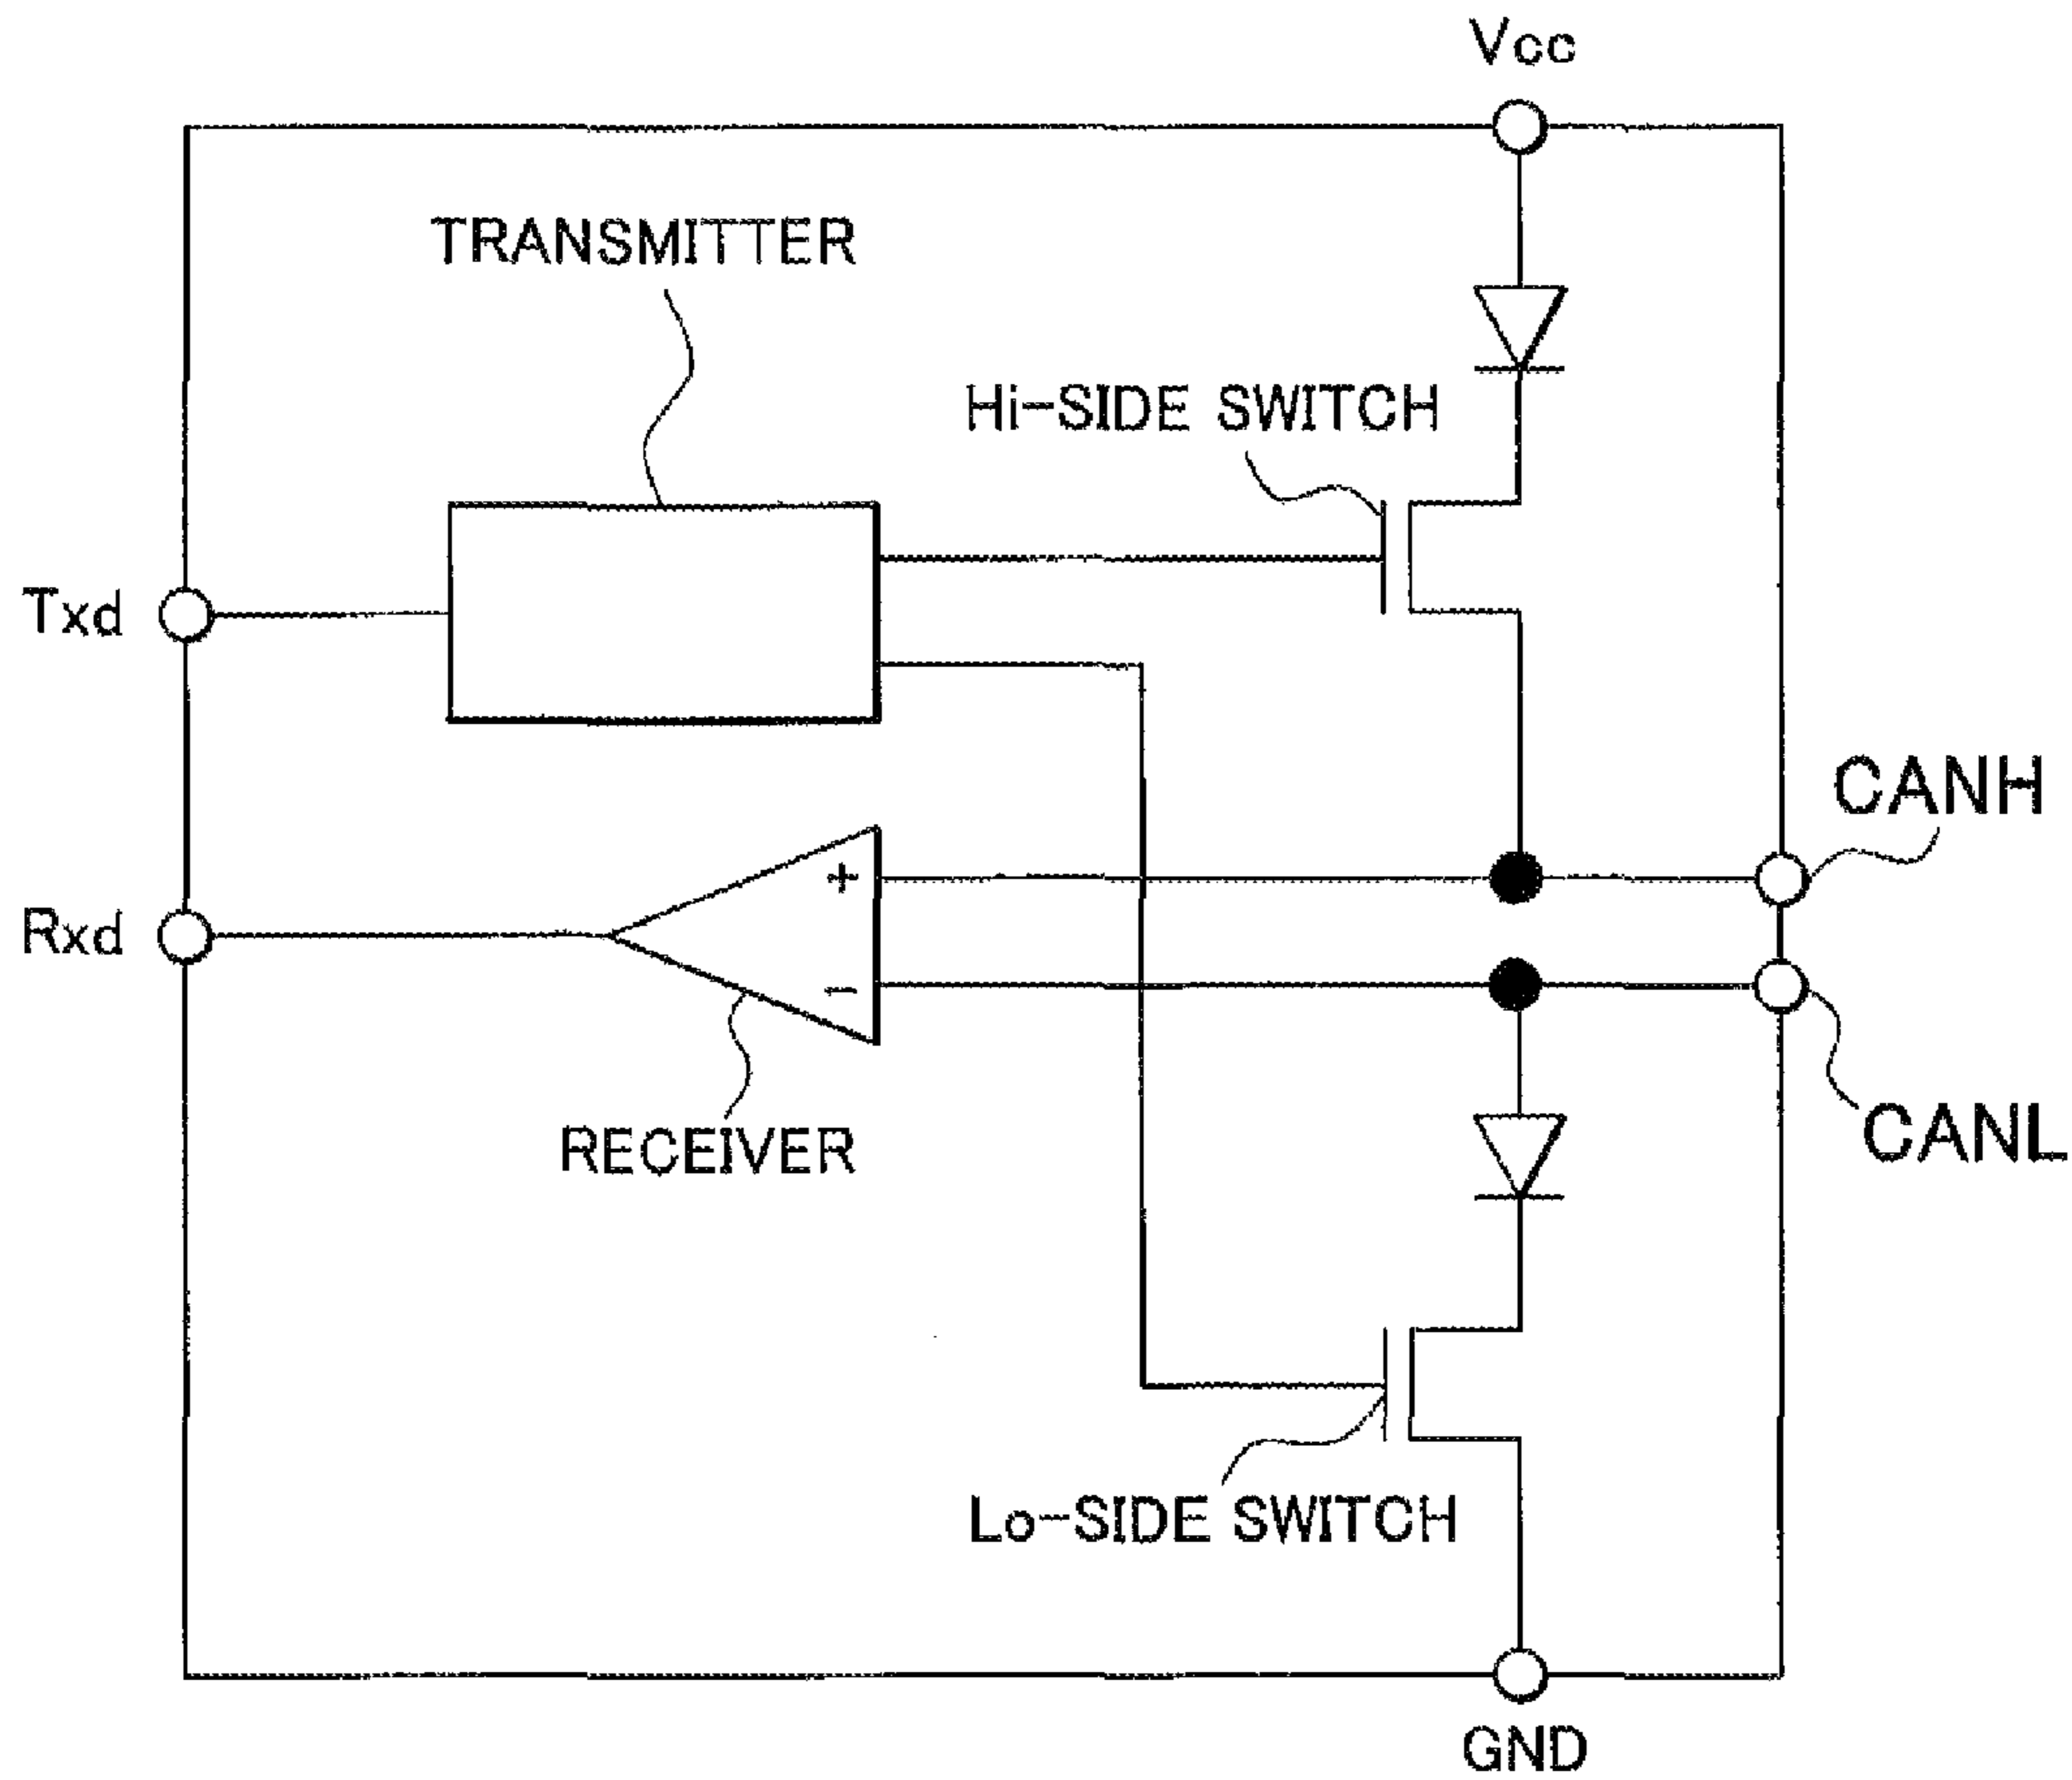 Vcc
TRANSMITTER
Hi-SIDE SWITCH
Txd
CANH
+
Rxd
-
CANL
RECEIVER
Lo-SIDE SWITCH
GND